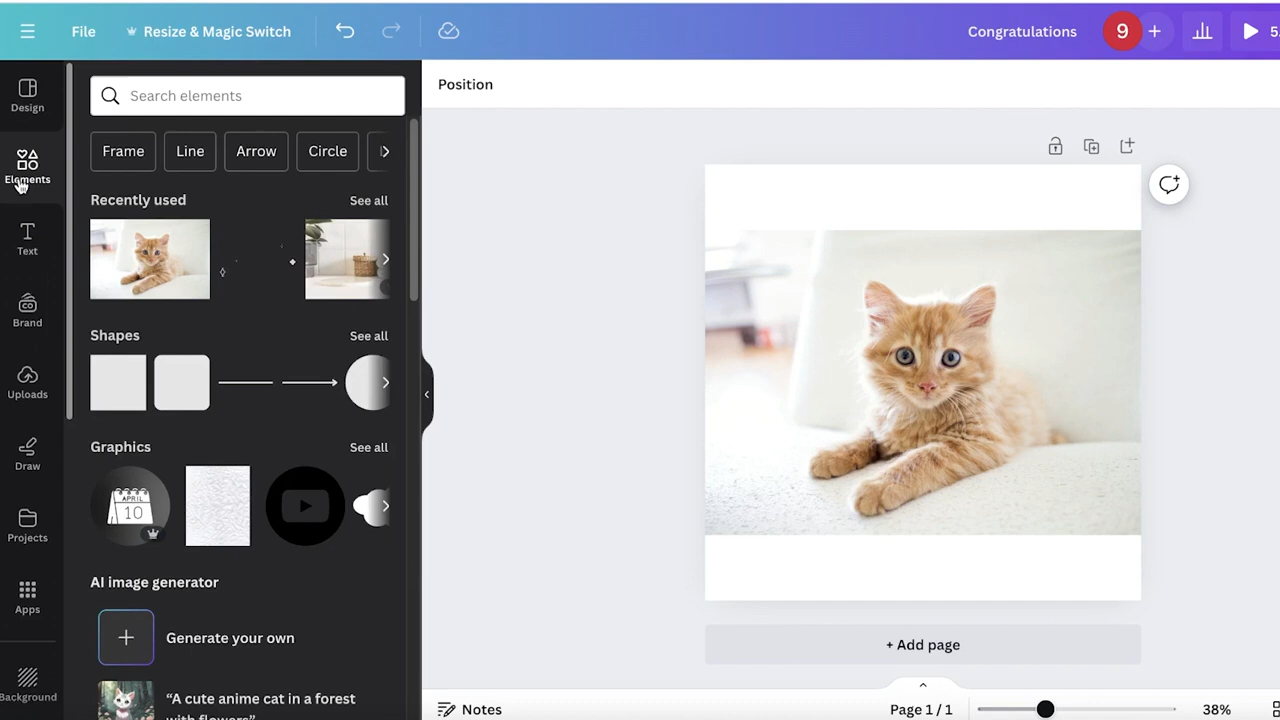 File
Resize & Magic Switch
Congratulations
9
Design
Elements
Text
Brand
Uploads
Draw
Projects
Apps
Background
Search elements
Frame
Line
Arrow
Circle
Recently used
See all
Shapes
See all
Graphics
See all
APRIL
10
AI image generator
Generate your own
“A cute anime cat in a forest
with flowers”
Position
+ Add page
Notes
Page 1 / 1
38%